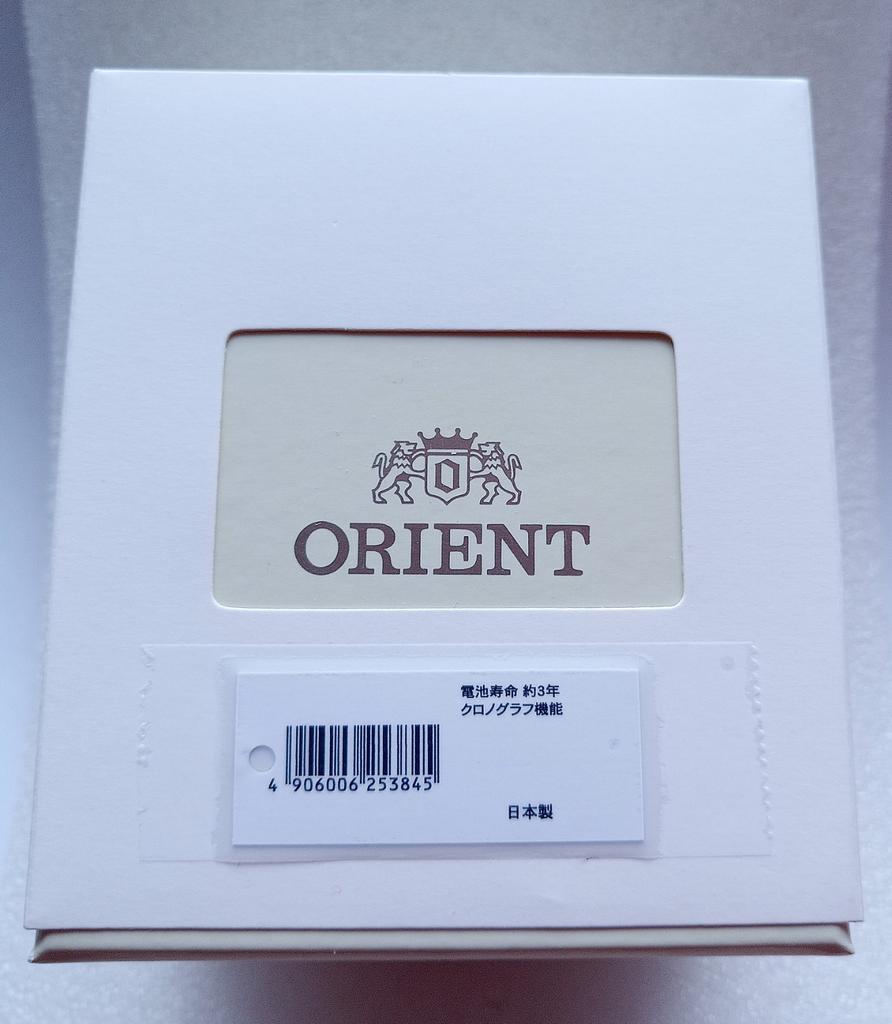 O
ORIENT
電池寿命 約3年
クロノグラフ機能
4 906006 253845
日本製